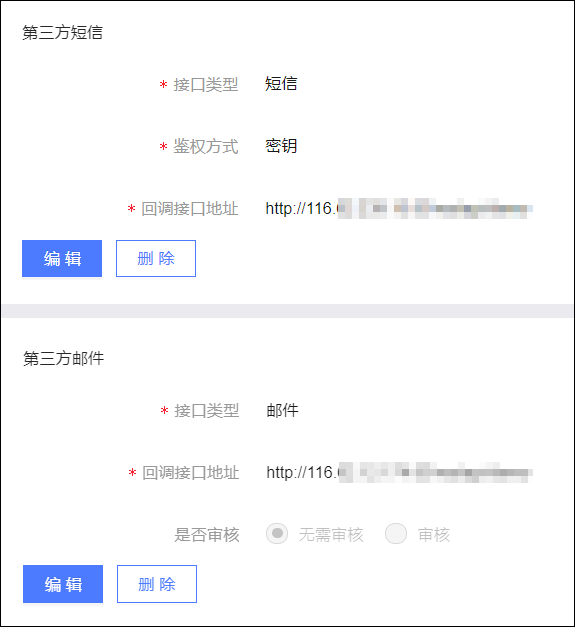 第三方短信
* 接口类型 短信
* 鉴权方式 密钥
* 回调接口地址 http://116.
编辑 删除
第三方邮件
* 接口类型 邮件
* 回调接口地址 http://116.
是否审核 无需审核 审核
编辑 删除